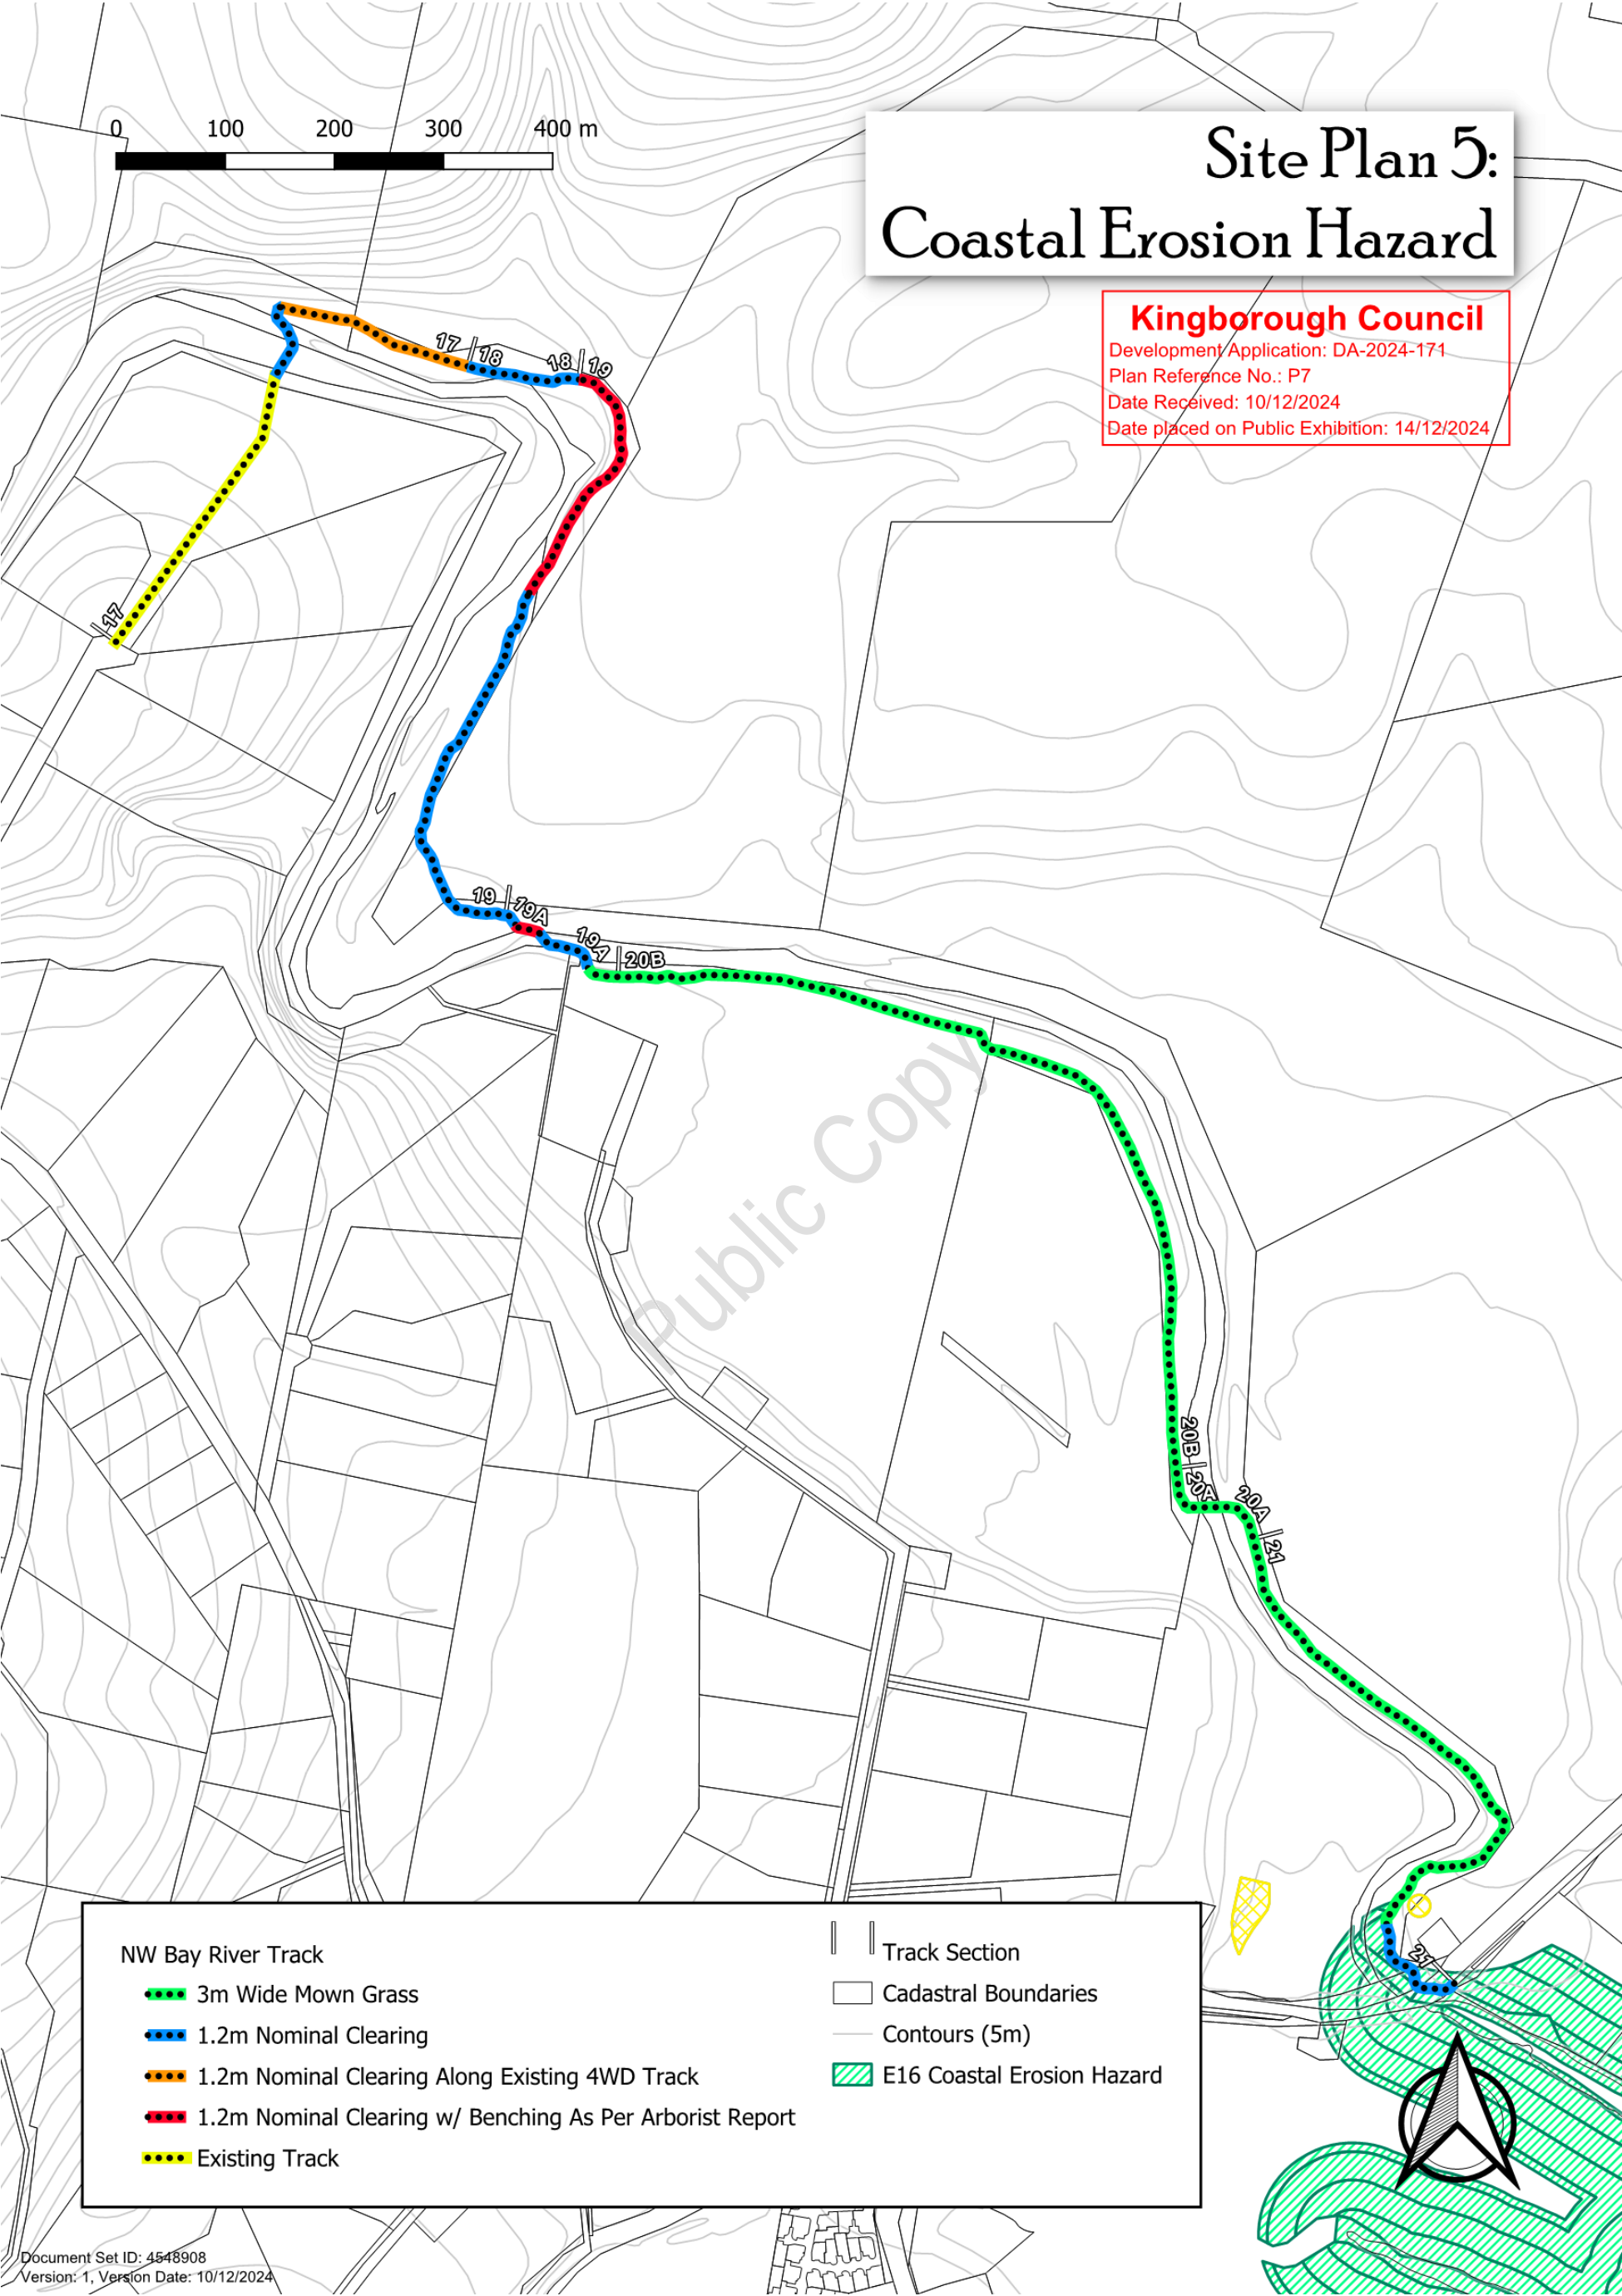 0 100 200 300 400 m
Site Plan 5:
Coastal Erosion Hazard
Kingborough Council
Development Application: DA-2024-171
Plan Reference No.: P7
Date Received: 10/12/2024
Date placed on Public Exhibition: 14/12/2024
17
18
18
19
17
19
19A
19A
20B
Public Copy
20B
20A
20A
21
21
NW Bay River Track
3m Wide Mown Grass
1.2m Nominal Clearing
1.2m Nominal Clearing Along Existing 4WD Track
1.2m Nominal Clearing w/ Benching As Per Arborist Report
Existing Track
Track Section
Cadastral Boundaries
Contours (5m)
E16 Coastal Erosion Hazard
Document Set ID: 4548908
Version: 1, Version Date: 10/12/2024